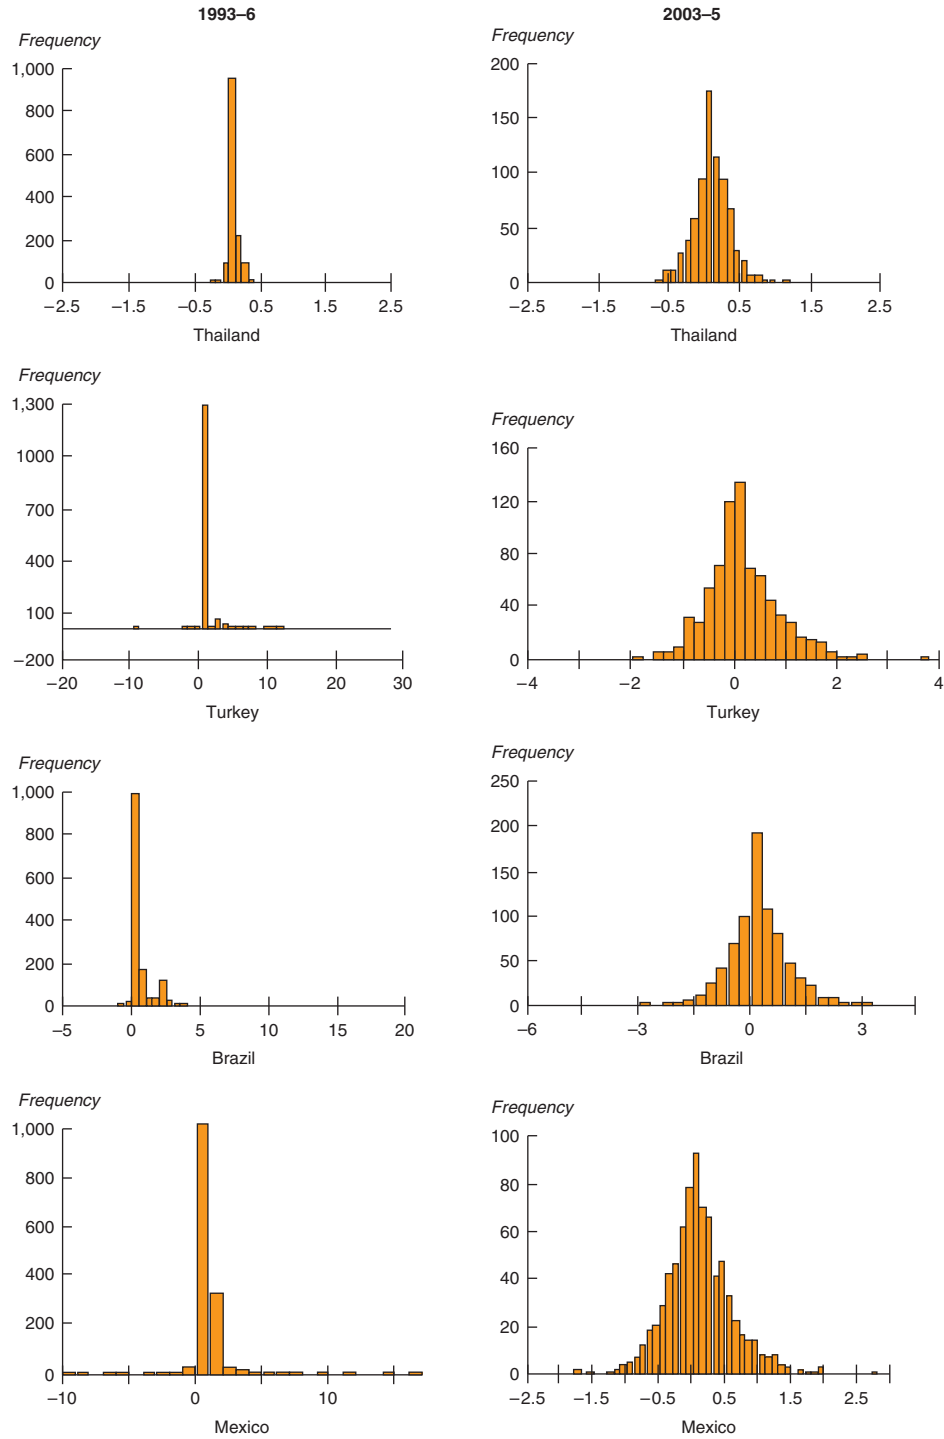 1993–6
2003–5
Frequency
1,000
800
600
400
200
0
−2.5 −1.5 −0.5 0.5 1.5 2.5
Thailand
Frequency
200
150
100
50
0
−2.5 −1.5 −0.5 0.5 1.5 2.5
Thailand
Frequency
1,300
1000
700
400
100
−200
−20 −10 0 10 20 30
Turkey
Frequency
160
120
80
40
0
−4 −2 0 2 4
Turkey
Frequency
1,000
800
600
400
200
0
−5 0 5 10 15 20
Brazil
Frequency
250
200
150
100
50
0
−6 −3 0 3
Brazil
Frequency
1,000
800
600
400
200
0
−10 0 10
Mexico
Frequency
100
80
60
40
20
0
−2.5 −1.5 −0.5 0.5 1.5 2.5
Mexico